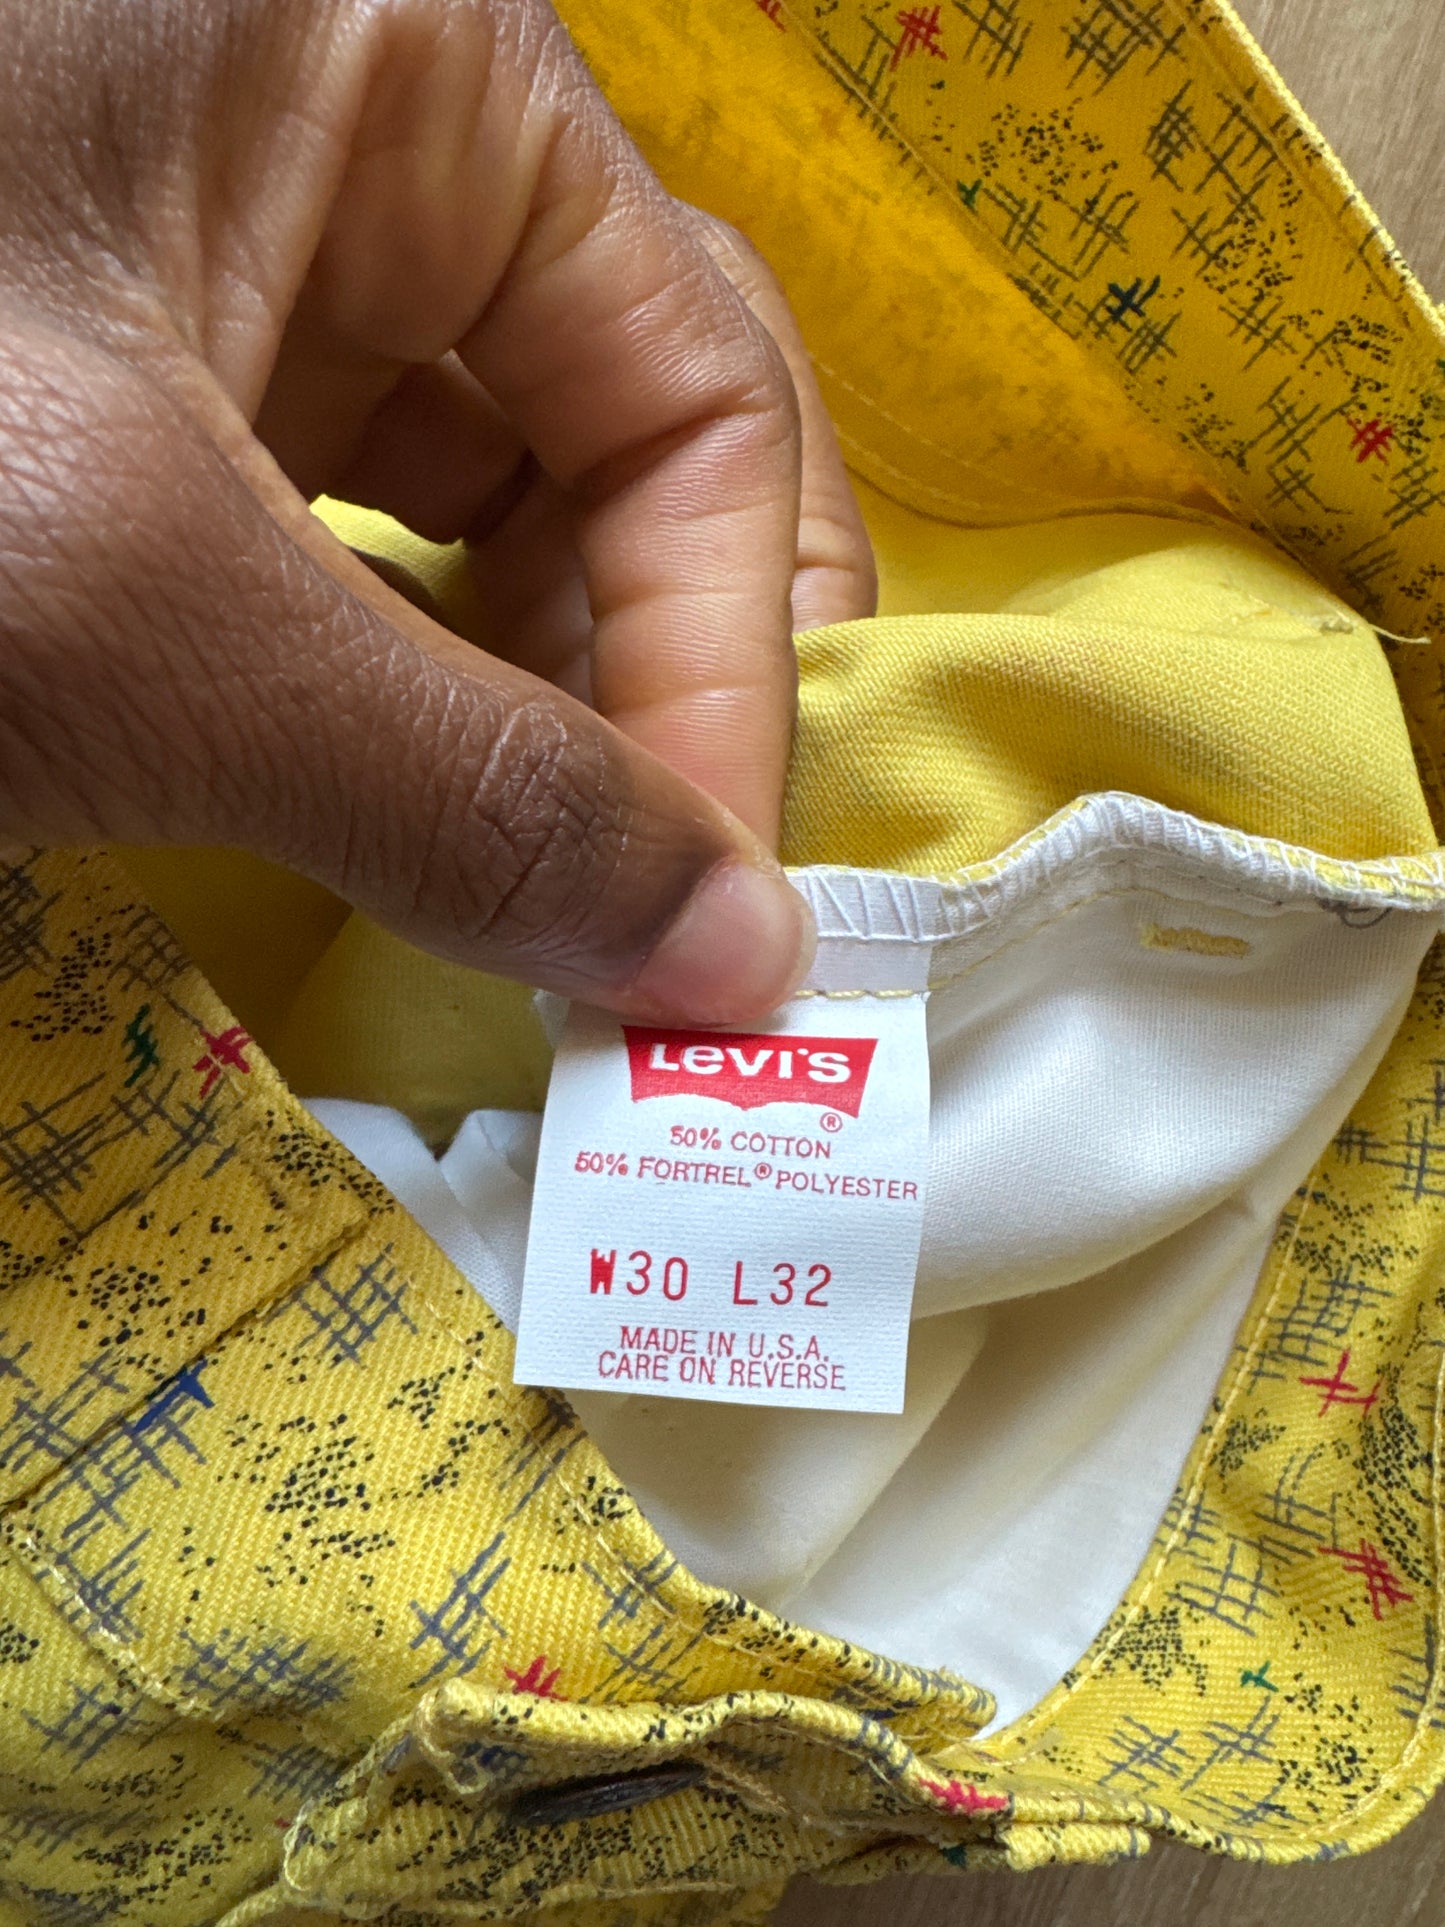 LEVI'S
®
50% COTTON
50% FORTREL® POLYESTER
W30 L32
MADE IN U.S.A.
CARE ON REVERSE